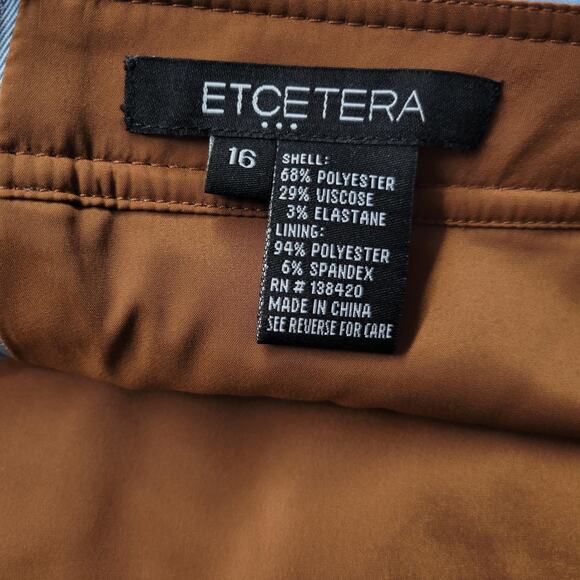 ETCETERA
16
SHELL:
68% POLYESTER
29% VISCOSE
3% ELASTANE
LINING:
94% POLYESTER
6% SPANDEX
RN # 138420
MADE IN CHINA
SEE REVERSE FOR CARE